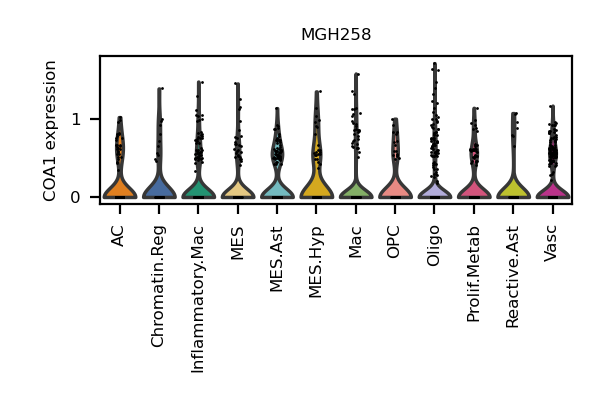 MGH258
COA1 expression
1
0
AC
Chromatin.Reg
Inflammatory.Mac
MES
MES.Ast
MES.Hyp
Mac
OPC
Oligo
Prolif.Metab
Reactive.Ast
Vasc